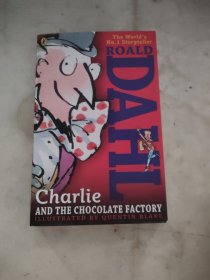 The World's
No.1 Storyteller
ROALD
DAHL
Charlie
AND THE CHOCOLATE FACTORY
ILLUSTRATED BY QUENTIN BLAKE